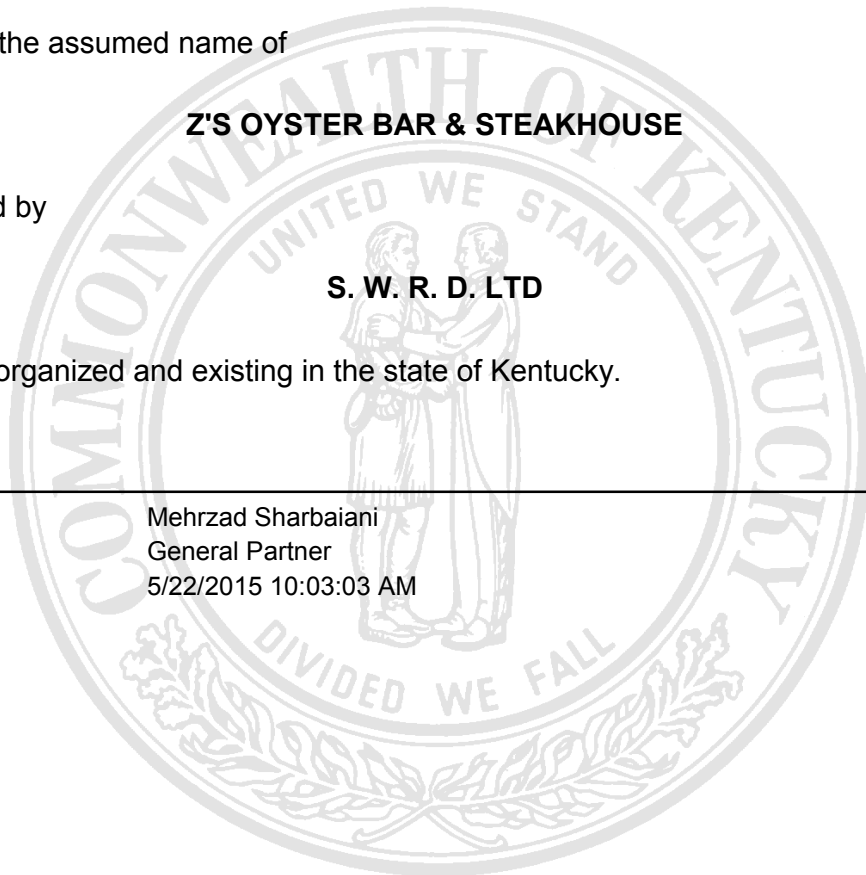 the assumed name of
Z'S OYSTER BAR & STEAKHOUSE
d by
S. W. R. D. LTD
organized and existing in the state of Kentucky.
Mehrzad Sharbaiani
General Partner
5/22/2015 10:03:03 AM
COMMONWEALTH OF KENTUCKY
UNITED WE STAND
DIVIDED WE FALL